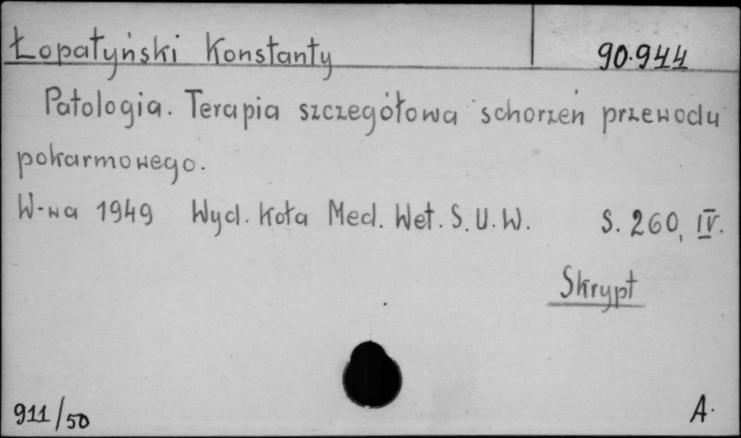 Łopatyński Konstanty 90.944
Patologia. Terapia szczegółowa schorzeń przewodu
pokarmowego.
W-wa 1949 Wyd. Koła Med. Wet. S.U.W. S. 260, IV.
Skrypt
911/50 A.